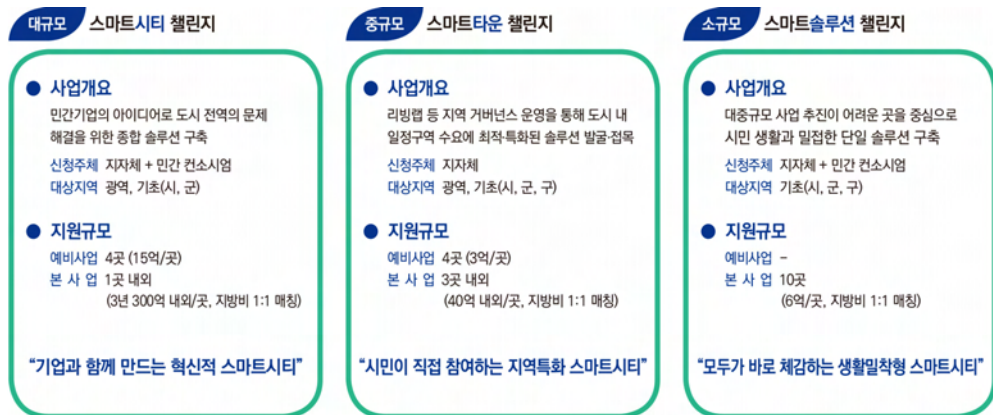 대규모 스마트시티 챌린지
● 사업개요
민간기업의 아이디어로 도시 전역의 문제
해결을 위한 종합 솔루션 구축
신청주체 지자체 + 민간 컨소시엄
대상지역 광역, 기초(시, 군)
● 지원규모
예비사업 4곳 (15억/곳)
본 사 업 1곳 내외
(3년 300억 내외/곳, 지방비 1:1 매칭)
“기업과 함께 만드는 혁신적 스마트시티”
중규모 스마트타운 챌린지
● 사업개요
리빙랩 등 지역 거버넌스 운영을 통해 도시 내
일정구역 수요에 최적·특화된 솔루션 발굴·접목
신청주체 지자체
대상지역 광역, 기초(시, 군, 구)
● 지원규모
예비사업 4곳 (3억/곳)
본 사 업 3곳 내외
(40억 내외/곳, 지방비 1:1 매칭)
“시민이 직접 참여하는 지역특화 스마트시티”
소규모 스마트솔루션 챌린지
● 사업개요
대중규모 사업 추진이 어려운 곳을 중심으로
시민 생활과 밀접한 단일 솔루션 구축
신청주체 지자체 + 민간 컨소시엄
대상지역 기초(시, 군, 구)
● 지원규모
예비사업 -
본 사 업 10곳
(6억/곳, 지방비 1:1 매칭)
“모두가 바로 체감하는 생활밀착형 스마트시티”